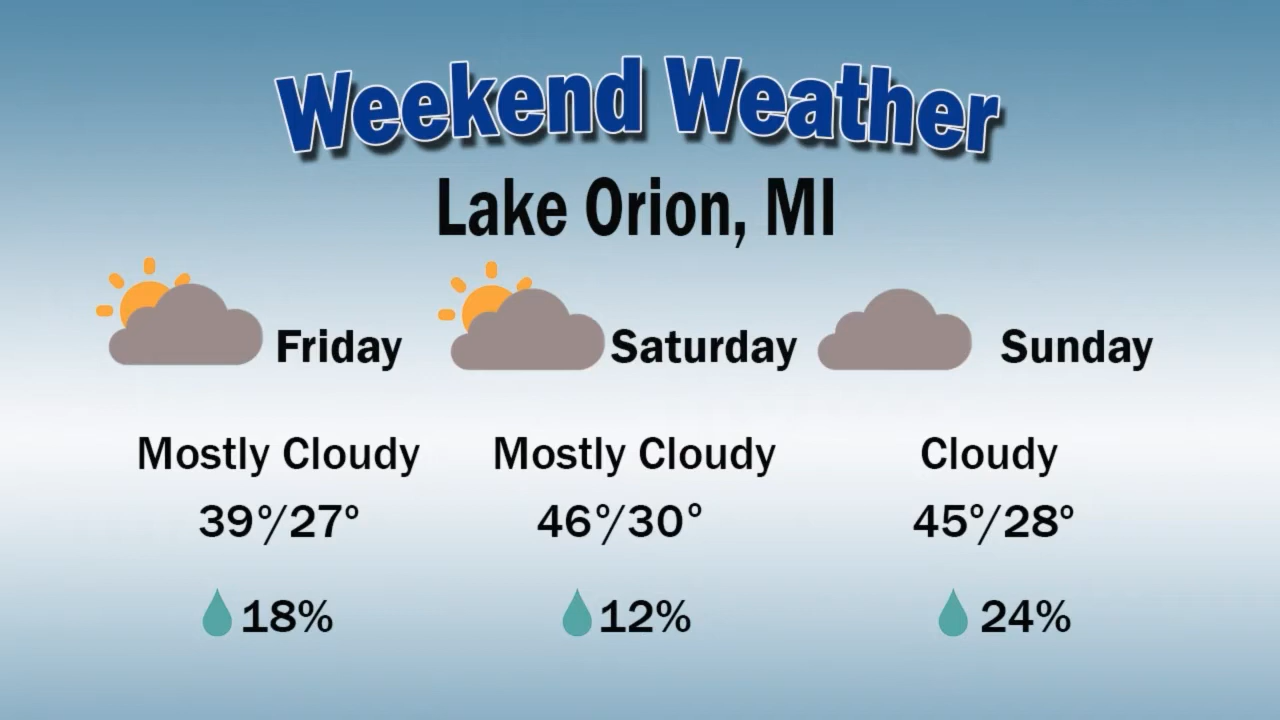 Weekend Weather
Lake Orion, MI
Friday Saturday Sunday
Mostly Cloudy Mostly Cloudy Cloudy
39°/27° 46°/30° 45°/28°
18% 12% 24%